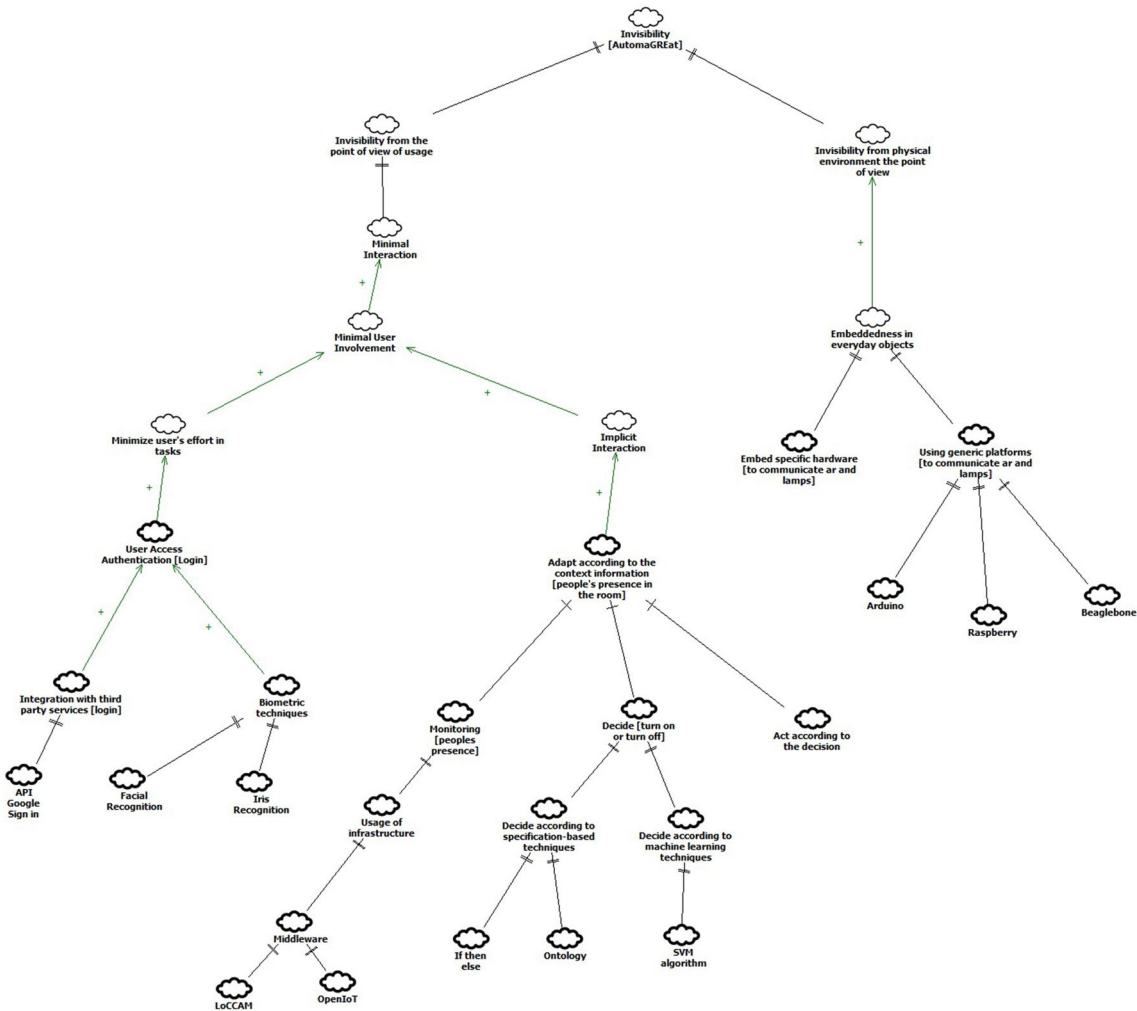 Invisibility
[AutomaGREat]
Invisibility from the
point of view of usage
Invisibility from physical
environment the point
of view
Minimal
Interaction
+
+
Minimal User
Involvement
Embeddedness in
everyday objects
+
+
Minimize user's effort in
tasks
Implicit
Interaction
Embed specific hardware
[to communicate ar and
lamps]
Using generic platforms
[to communicate ar and
lamps]
+
+
User Access
Authentication [Login]
Adapt according to the
context information
[people's presence in
the room]
Arduino
Raspberry
Beaglebone
+
+
Integration with third
party services [login]
Biometric
techniques
Monitoring
[peoples
presence]
Decide [turn on
or turn off]
Act according to
the decision
API
Google
Sign in
Facial
Recognition
Iris
Recognition
Usage of
infrastructure
Decide according to
specification-based
techniques
Decide according to
machine learning
techniques
Middleware
If then
else
Ontology
SVM
algorithm
LoCCAM
OpenIoT